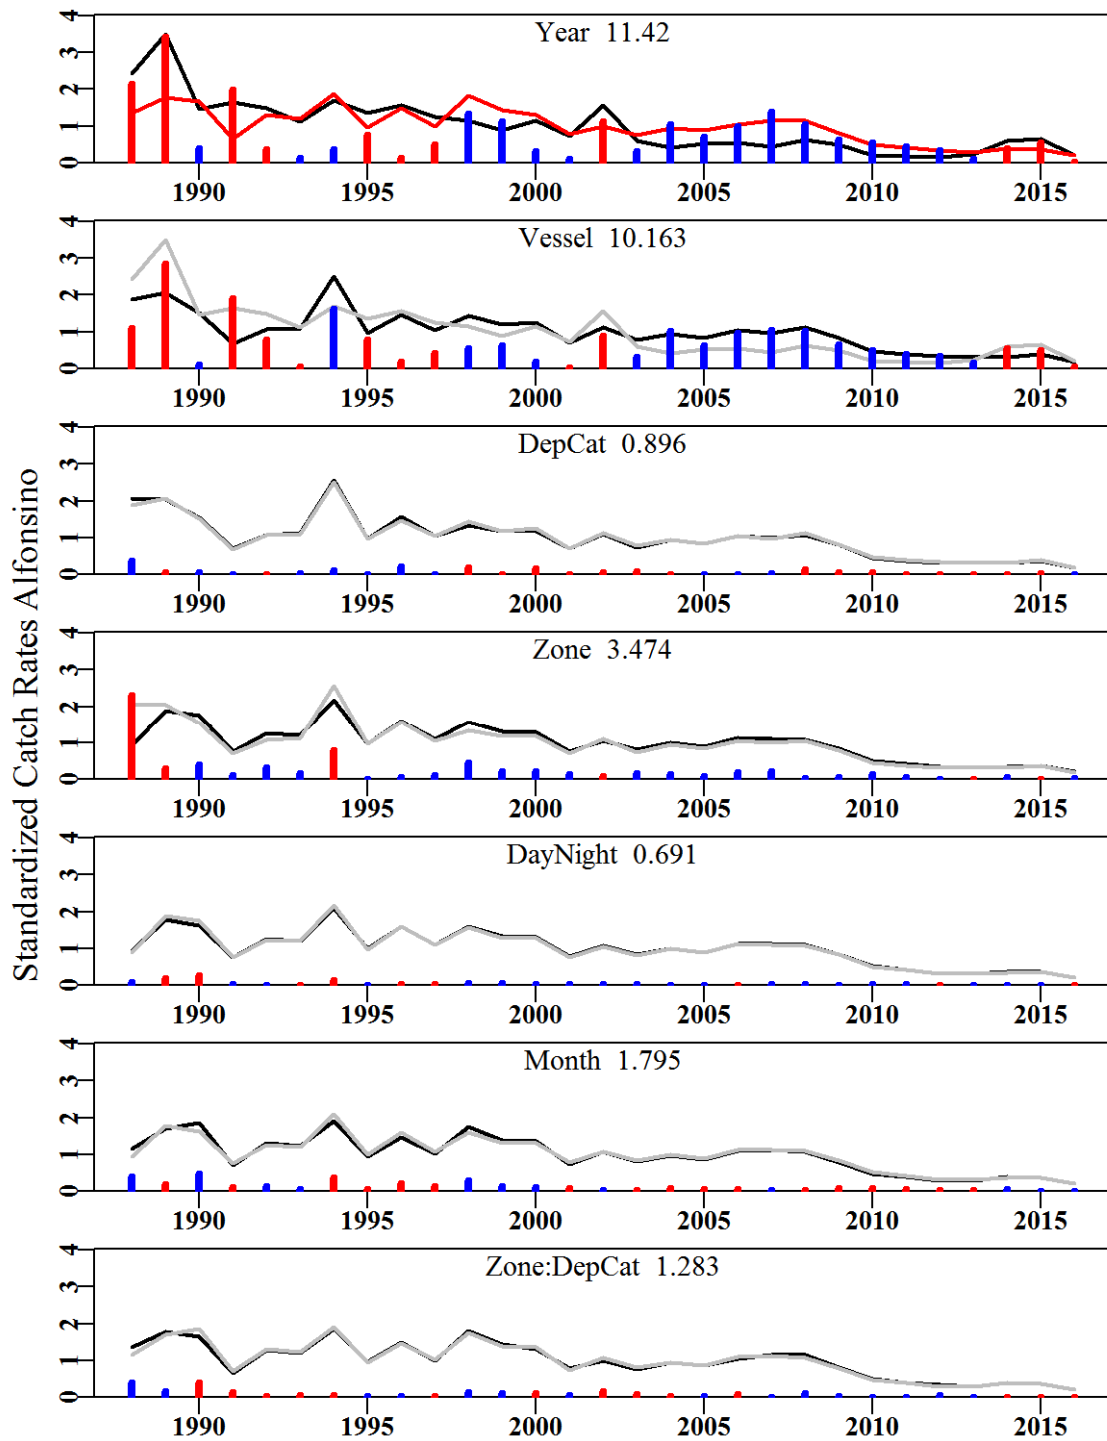 Standardized Catch Rates Alfonsino
Year 11.42
0 1 2 3 4
1990 1995 2000 2005 2010 2015
Vessel 10.163
0 1 2 3 4
1990 1995 2000 2005 2010 2015
DepCat 0.896
0 1 2 3 4
1990 1995 2000 2005 2010 2015
Zone 3.474
0 1 2 3 4
1990 1995 2000 2005 2010 2015
DayNight 0.691
0 1 2 3 4
1990 1995 2000 2005 2010 2015
Month 1.795
0 1 2 3 4
1990 1995 2000 2005 2010 2015
Zone:DepCat 1.283
0 1 2 3 4
1990 1995 2000 2005 2010 2015